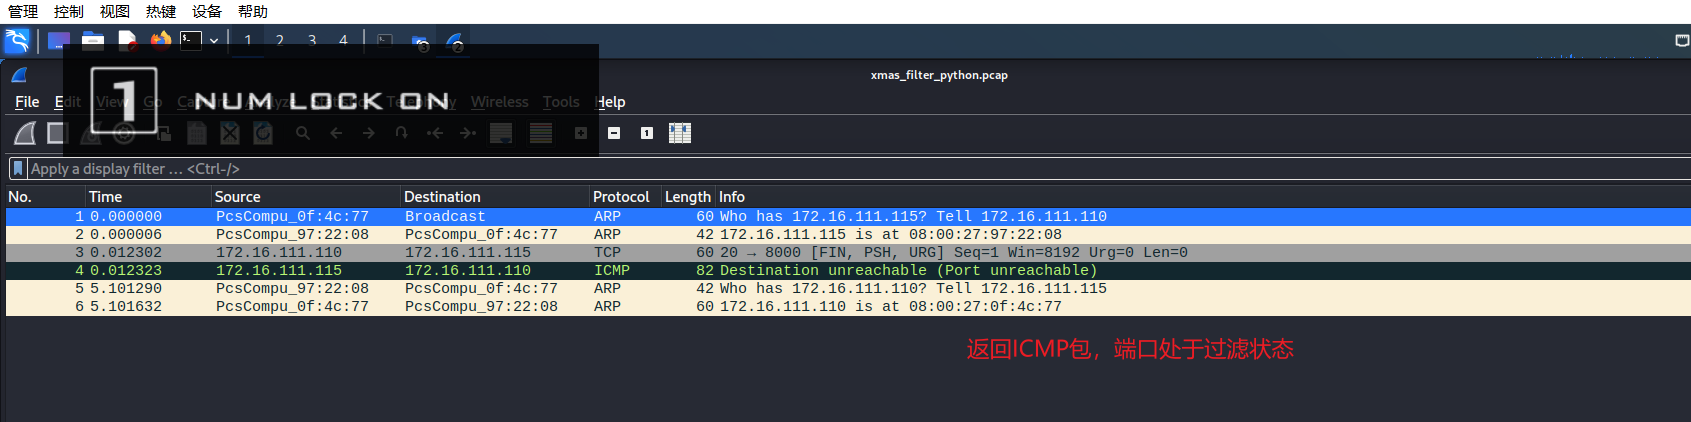 管理 控制 视图 热键 设备 帮助
1 2 3 4
xmas_filter_python.pcap
File Edit View Go Capture Analyze Statistics Telephony Wireless Tools Help
1 NUM LOCK ON
Apply a display filter … <Ctrl-/>
No. Time Source Destination Protocol Length Info
1 0.000000 PcsCompu_0f:4c:77 Broadcast ARP 60 Who has 172.16.111.115? Tell 172.16.111.110
2 0.000006 PcsCompu_97:22:08 PcsCompu_0f:4c:77 ARP 42 172.16.111.115 is at 08:00:27:97:22:08
3 0.012302 172.16.111.110 172.16.111.115 TCP 60 20 → 8000 [FIN, PSH, URG] Seq=1 Win=8192 Urg=0 Len=0
4 0.012323 172.16.111.115 172.16.111.110 ICMP 82 Destination unreachable (Port unreachable)
5 5.101290 PcsCompu_97:22:08 PcsCompu_0f:4c:77 ARP 42 Who has 172.16.111.110? Tell 172.16.111.115
6 5.101632 PcsCompu_0f:4c:77 PcsCompu_97:22:08 ARP 60 172.16.111.110 is at 08:00:27:0f:4c:77
返回ICMP包，端口处于过滤状态